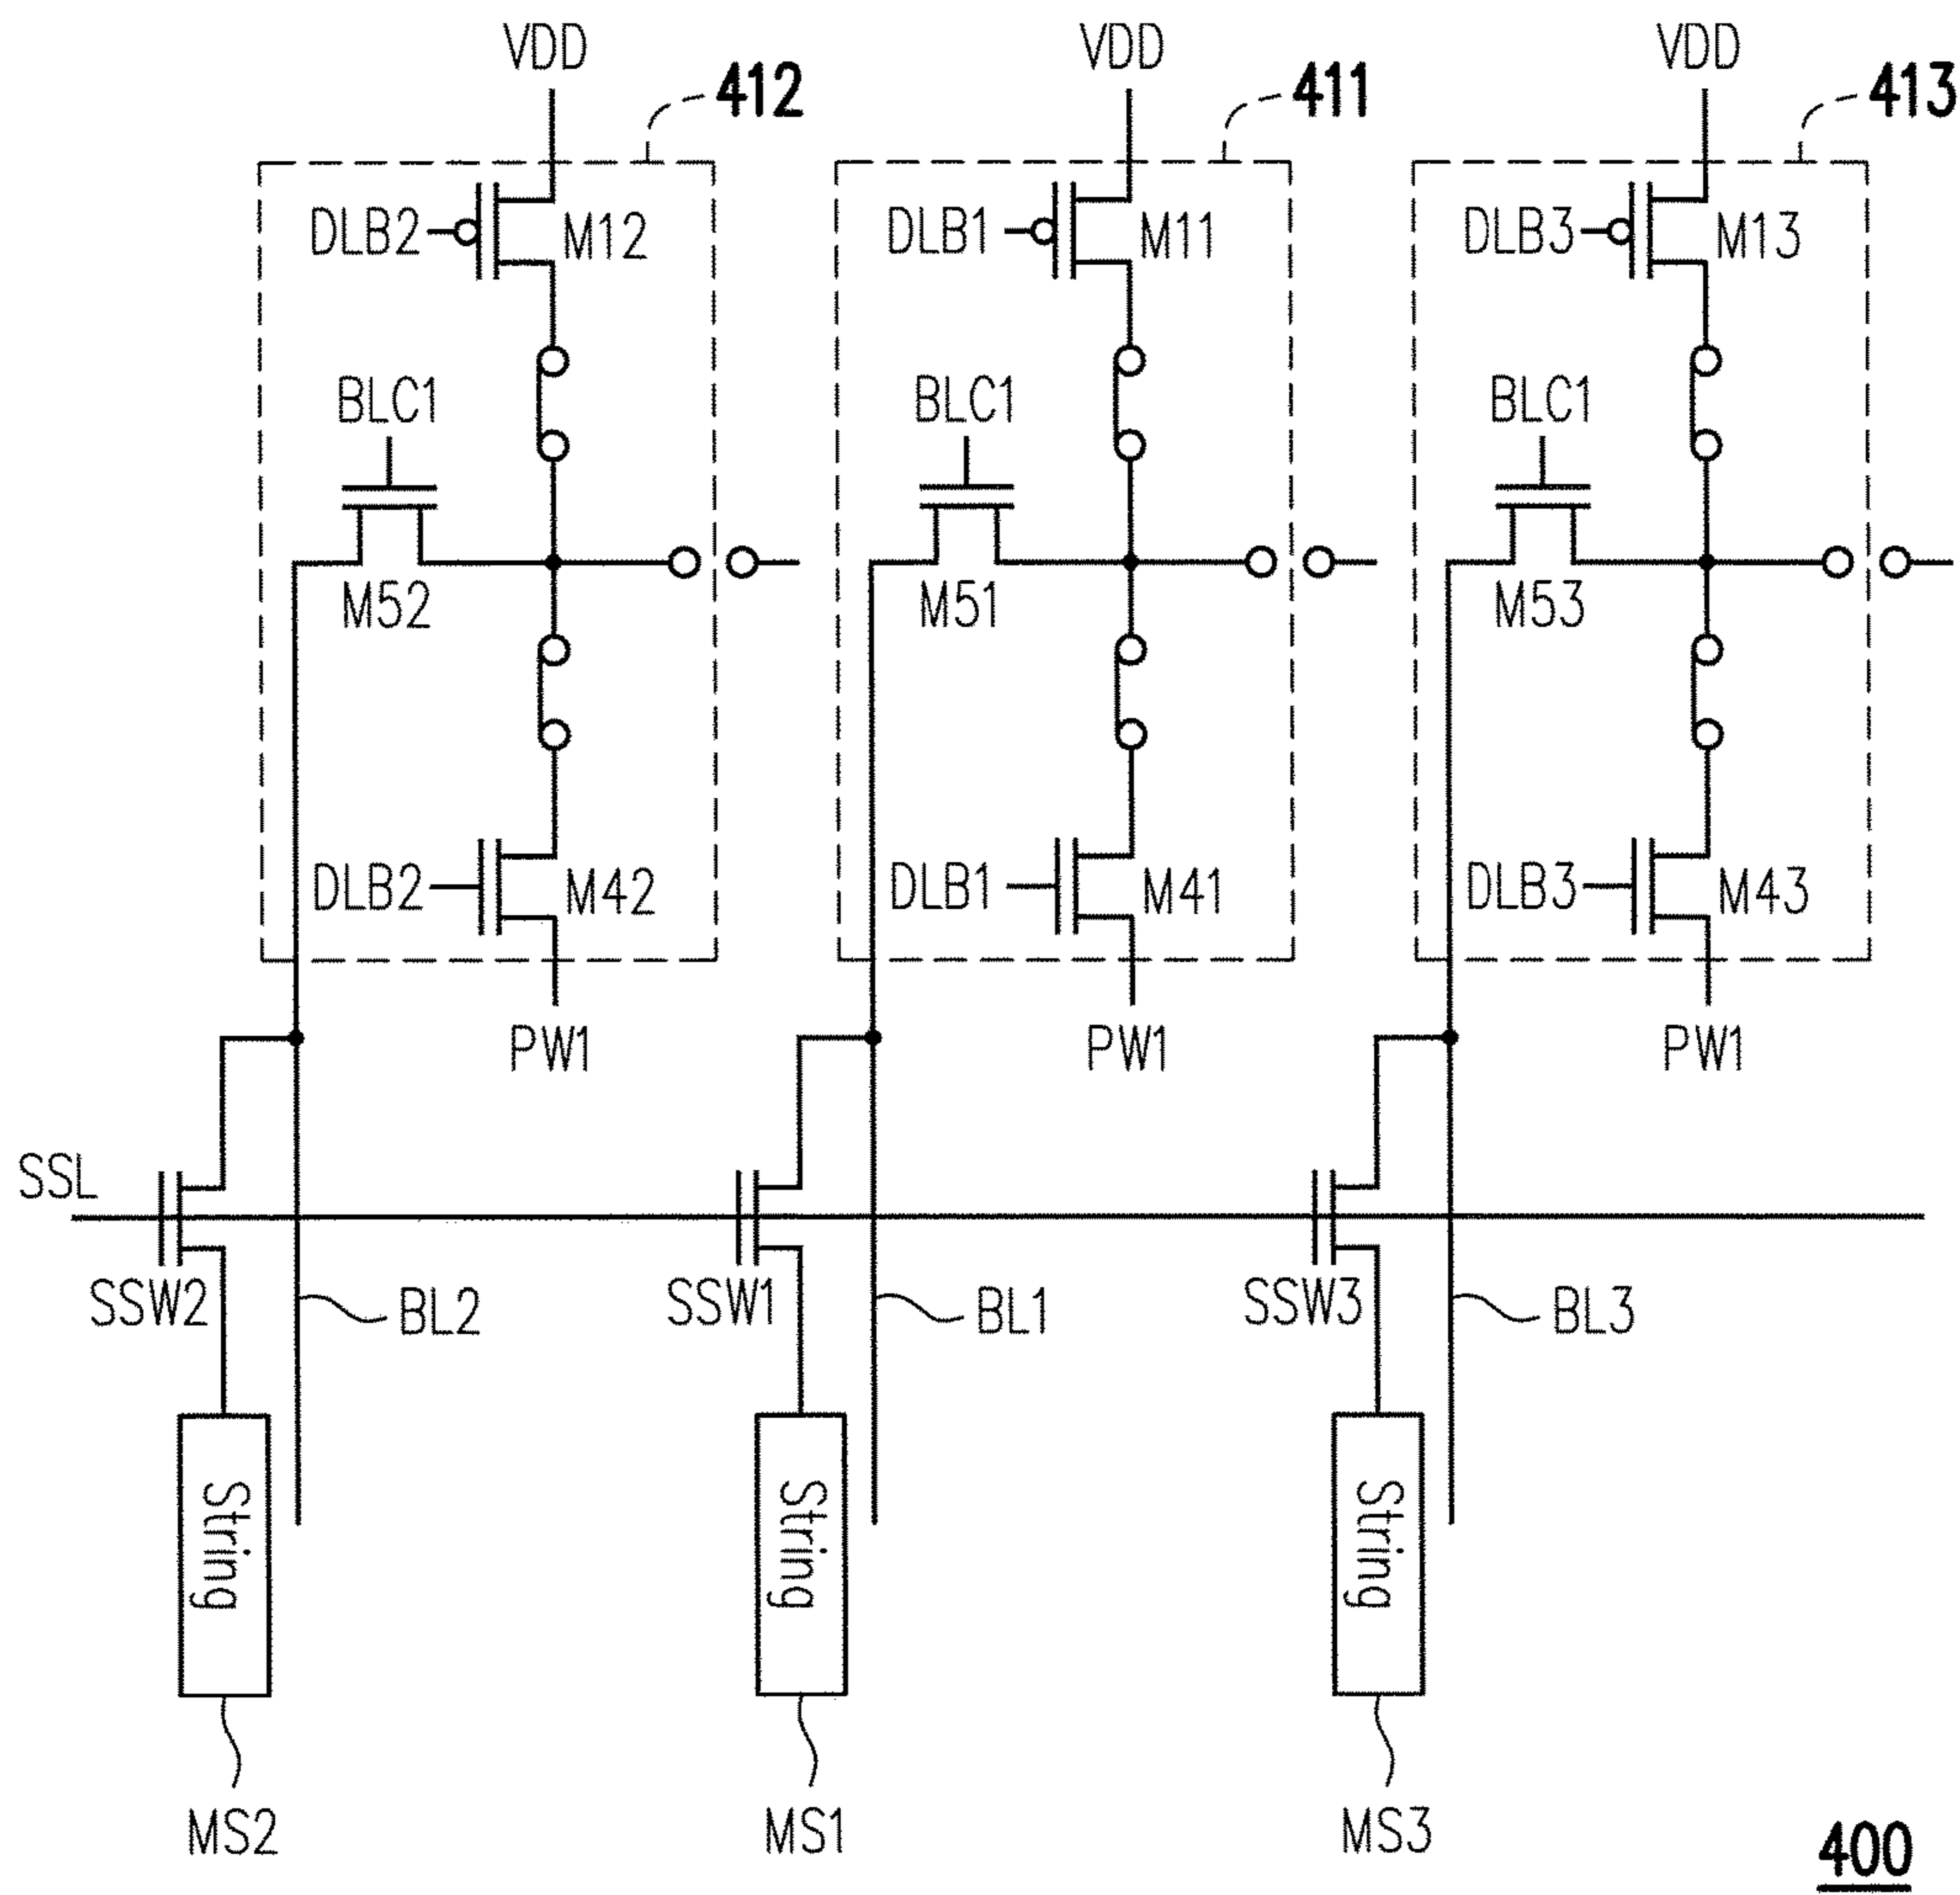 VDD VDD VDD
412 411 413
DLB2 M12 DLB1 M11 DLB3 M13
BLC1 BLC1 BLC1
M52 M51 M53
DLB2 M42 DLB1 M41 DLB3 M43
PW1 PW1 PW1
SSL
SSW2 BL2 SSW1 BL1 SSW3 BL3
String String String
MS2 MS1 MS3
400